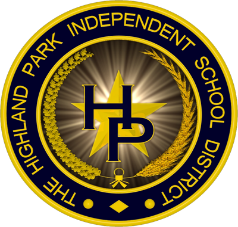 THE HIGHLAND PARK INDEPENDENT SCHOOL DISTRICT
HP